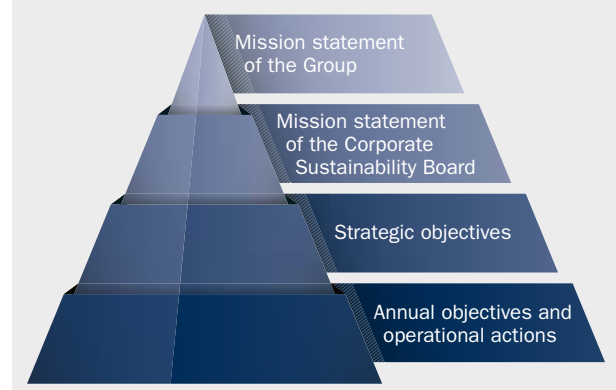 Mission statement
of the Group
Mission statement
of the Corporate
Sustainability Board
Strategic objectives
Annual objectives and
operational actions